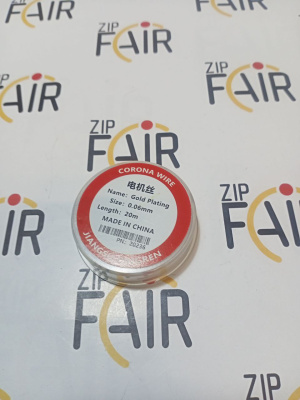 ZIP
FAIR
ZIP
FAIR
ZIP
FAIR
CORONA WIRE
电机丝
Name: Gold Plating
Size: 0.06mm
Length: 20m
MADE IN CHINA
ZIP
FAIR
ZIP
FAIR
ZIP
FAIR